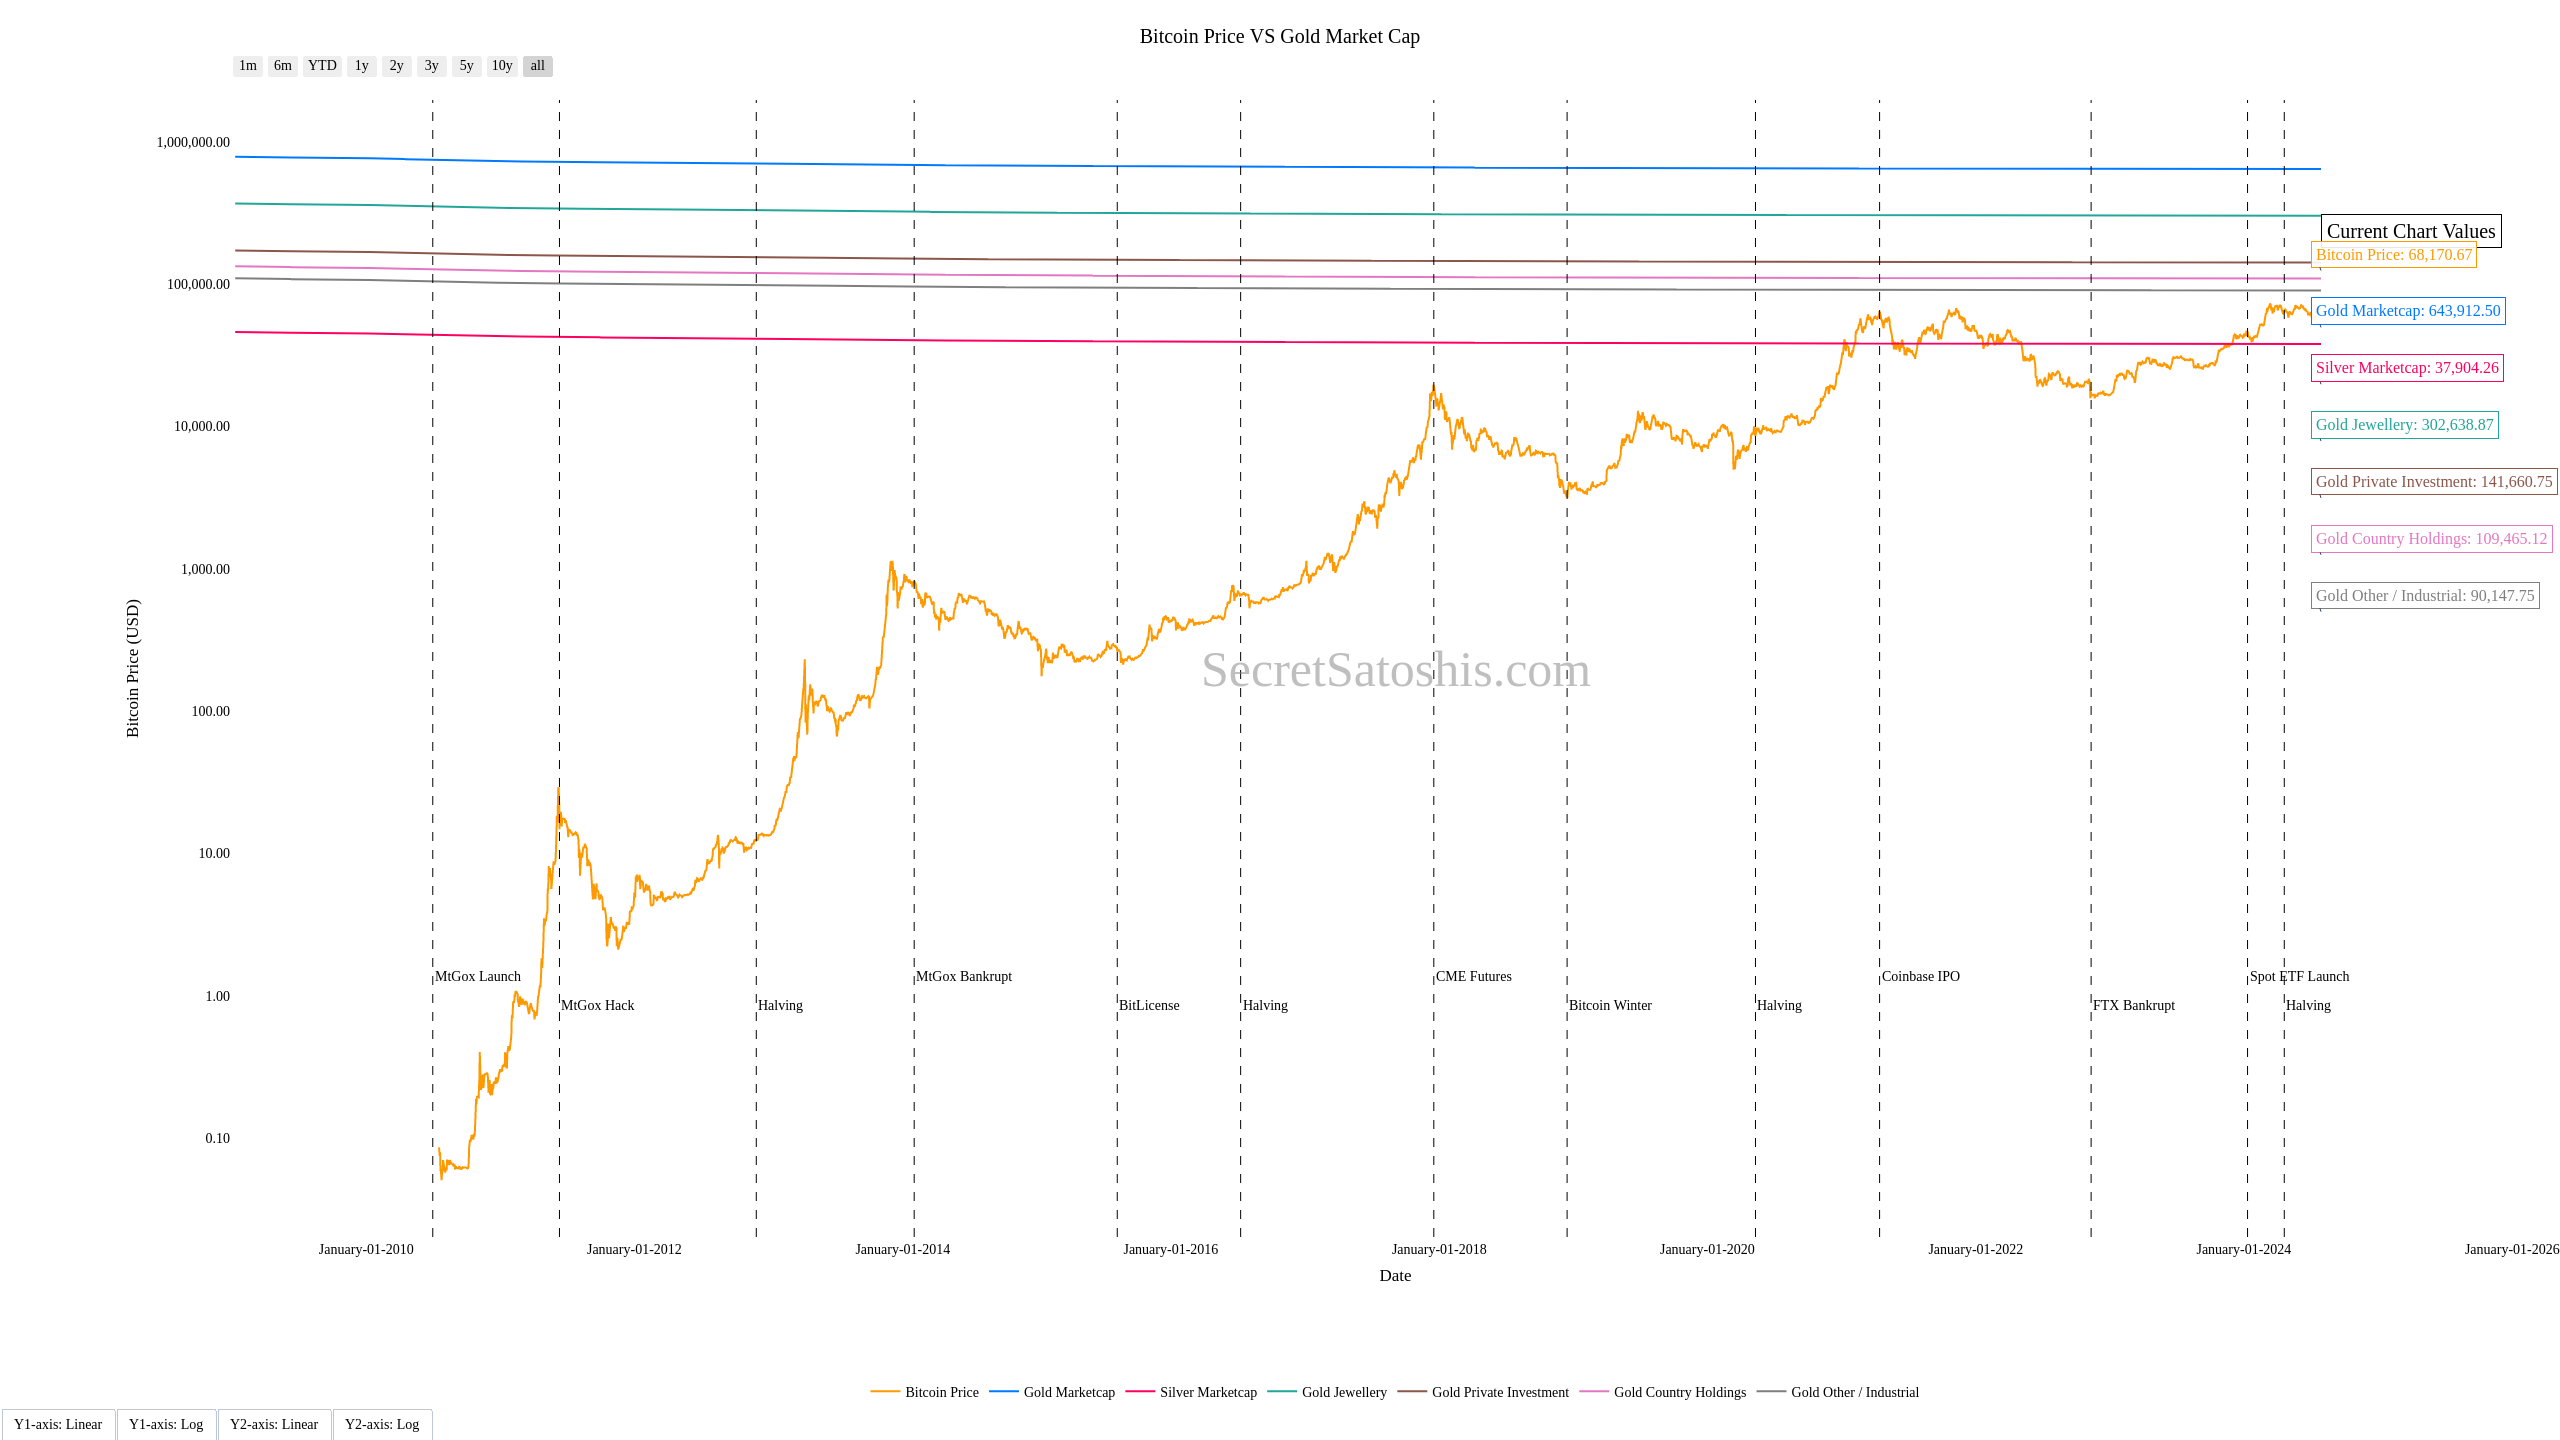 Bitcoin Price VS Gold Market Cap
1m 6m YTD 1y 2y 3y 5y 10y all
1,000,000.00
100,000.00
10,000.00
1,000.00
100.00
10.00
1.00
0.10
Bitcoin Price (USD)
Current Chart Values
Bitcoin Price: 68,170.67
Gold Marketcap: 643,912.50
Silver Marketcap: 37,904.26
Gold Jewellery: 302,638.87
Gold Private Investment: 141,660.75
Gold Country Holdings: 109,465.12
Gold Other / Industrial: 90,147.75
SecretSatoshis.com
MtGox Launch
MtGox Hack
Halving
MtGox Bankrupt
BitLicense
Halving
CME Futures
Bitcoin Winter
Halving
Coinbase IPO
FTX Bankrupt
Spot ETF Launch
Halving
January-01-2010 January-01-2012 January-01-2014 January-01-2016 January-01-2018 January-01-2020 January-01-2022 January-01-2024 January-01-2026
Date
Bitcoin Price Gold Marketcap Silver Marketcap Gold Jewellery Gold Private Investment Gold Country Holdings Gold Other / Industrial
Y1-axis: Linear Y1-axis: Log Y2-axis: Linear Y2-axis: Log